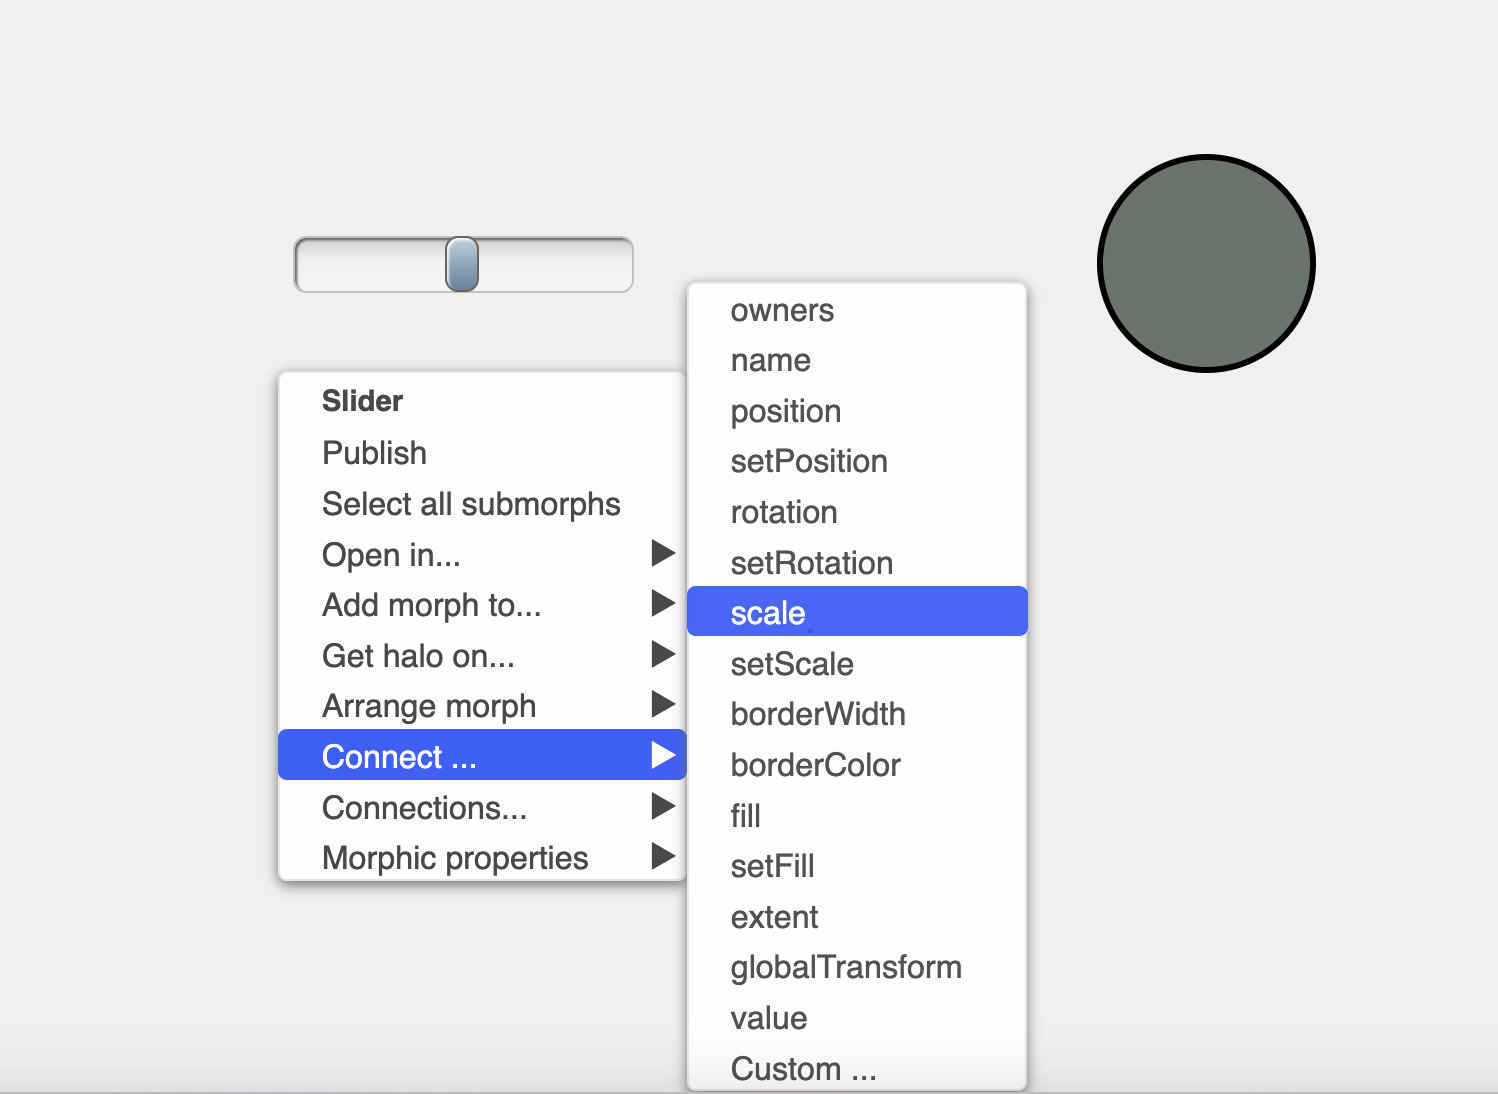 Slider
Publish
Select all submorphs
Open in...
Add morph to...
Get halo on...
Arrange morph
Connect ...
Connections...
Morphic properties
owners
name
position
setPosition
rotation
setRotation
scale
setScale
borderWidth
borderColor
fill
setFill
extent
globalTransform
value
Custom ...